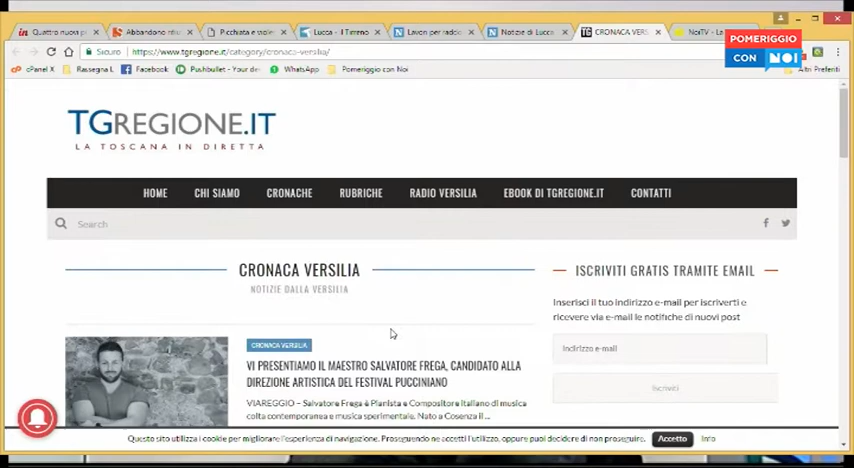 Quattro nuovi p
Abbandono rifiu
Picchiata e viole
Lucca - Il Tirreno
Lavori per radoo
Notizie di Lucca
TG CRONACA VERSIL
NoiTV - La
POMERIGGIO
CON NOI
Sicuro
https://www.tgregione.it/category/cronaca-versilia/
cPanel X
Rassegna L
Facebook
Pushbullet - Your dev
WhatsApp
Pomeriggio con Noi
Altri Preferiti
TGREGIONE.IT
LA TOSCANA IN DIRETTA
HOME
CHI SIAMO
CRONACHE
RUBRICHE
RADIO VERSILIA
EBOOK DI TGREGIONE.IT
CONTATTI
Search
CRONACA VERSILIA
NOTIZIE DALLA VERSILIA
CRONACA VERSILIA
VI PRESENTIAMO IL MAESTRO SALVATORE FREGA, CANDIDATO ALLA
DIREZIONE ARTISTICA DEL FESTIVAL PUCCINIANO
VIAREGGIO – Salvatore Frega è Pianista e Compositore italiano di musica
colta contemporanea e musica sperimentale. Nato a Cosenza il ...
ISCRIVITI GRATIS TRAMITE EMAIL
Inserisci il tuo indirizzo e-mail per iscriverti e
ricevere via e-mail le notifiche di nuovi post
Indirizzo e-mail
Iscriviti
Questo sito utilizza i cookie per migliorare l'esperienza di navigazione. Proseguendo ne accetti l'utilizzo, oppure puoi decidere di non proseguire.
Accetto
Info